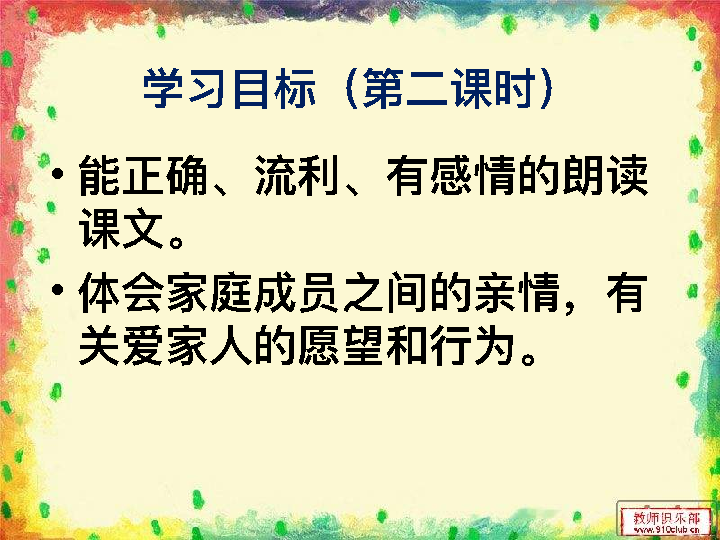 学习目标（第二课时）
• 能正确、流利、有感情的朗读
课文。
• 体会家庭成员之间的亲情，有
关爱家人的愿望和行为。
教师俱乐部
www.910club.cn